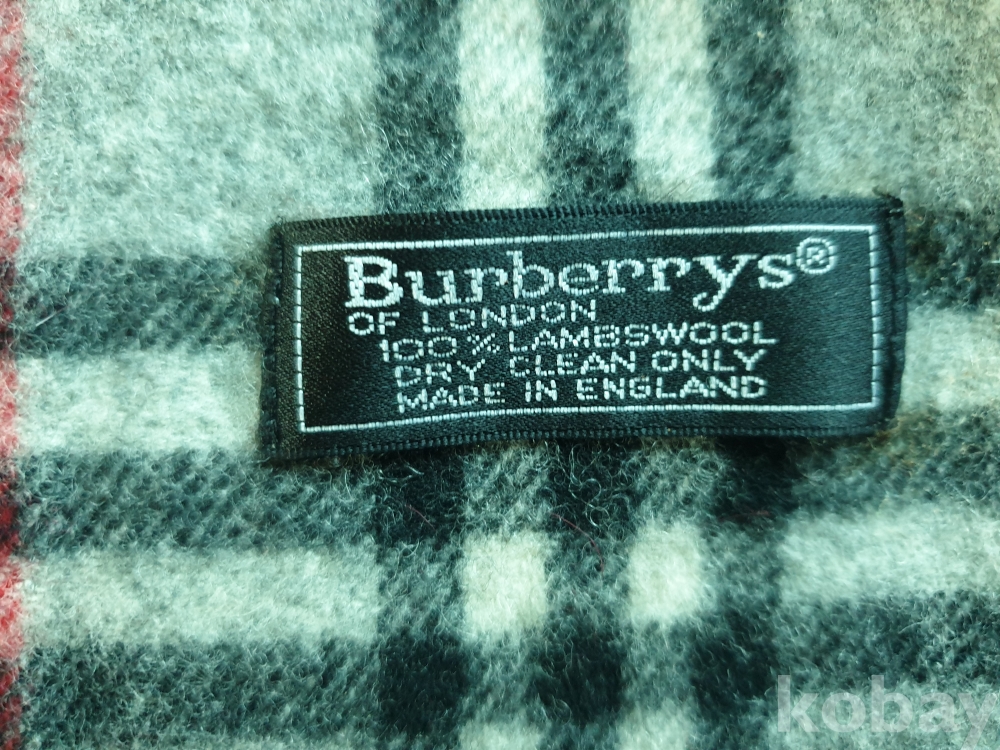 Burberrys®
OF LONDON
100% LAMBSWOOL
DRY CLEAN ONLY
MADE IN ENGLAND
kobay